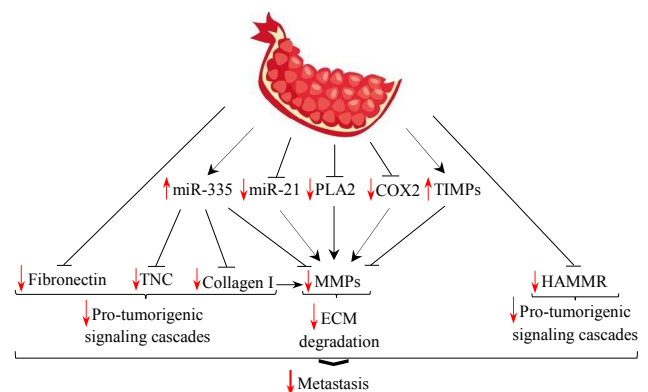 miR-335 miR-21 PLA2 COX2 TIMPs
Fibronectin TNC Collagen I MMPs HAMMR
Pro-tumorigenic
signaling cascades
ECM
degradation
Pro-tumorigenic
signaling cascades
Metastasis